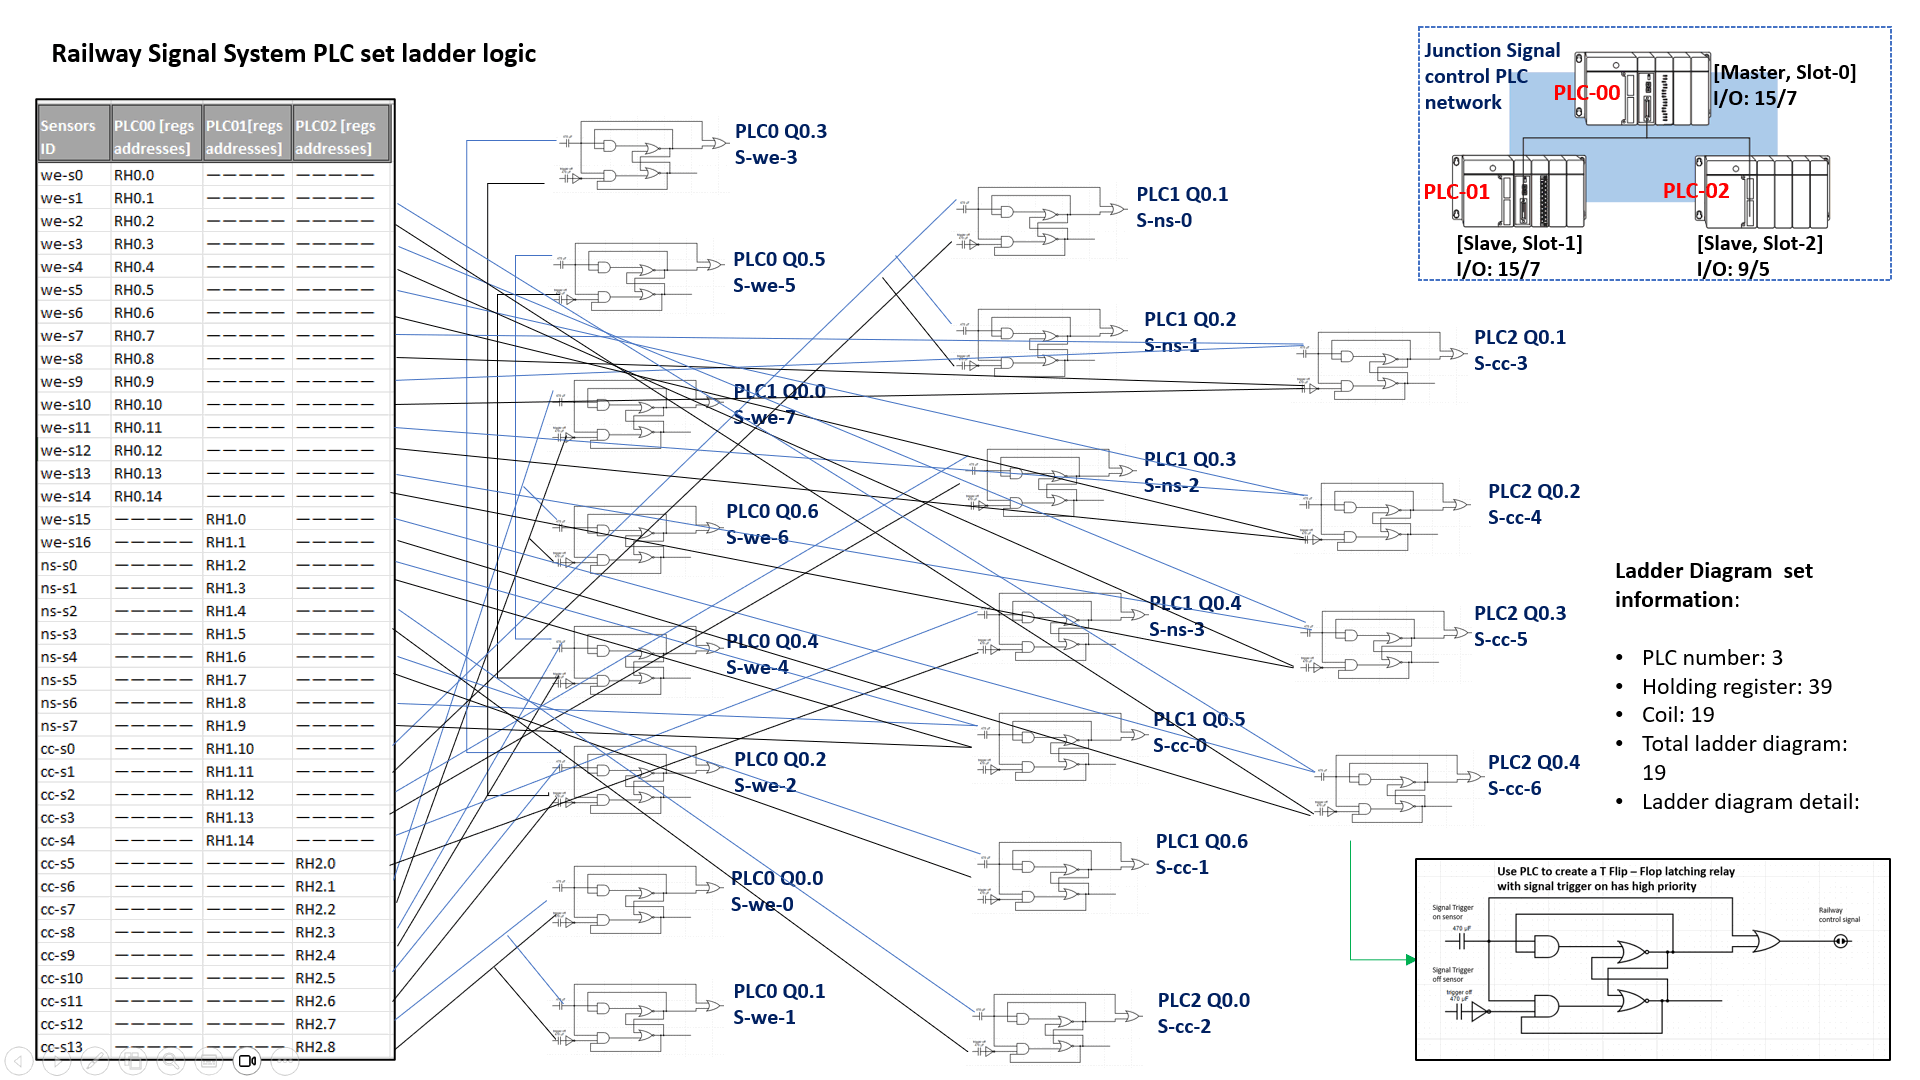 Railway Signal System PLC set ladder logic
Sensors ID PLC00 [regs addresses] PLC01[regs addresses] PLC02 [regs addresses]
we-s0 RH0.0 ————— —————
we-s1 RH0.1 ————— —————
we-s2 RH0.2 ————— —————
we-s3 RH0.3 ————— —————
we-s4 RH0.4 ————— —————
we-s5 RH0.5 ————— —————
we-s6 RH0.6 ————— —————
we-s7 RH0.7 ————— —————
we-s8 RH0.8 ————— —————
we-s9 RH0.9 ————— —————
we-s10 RH0.10 ————— —————
we-s11 RH0.11 ————— —————
we-s12 RH0.12 ————— —————
we-s13 RH0.13 ————— —————
we-s14 RH0.14 ————— —————
we-s15 ————— RH1.0 —————
we-s16 ————— RH1.1 —————
ns-s0 ————— RH1.2 —————
ns-s1 ————— RH1.3 —————
ns-s2 ————— RH1.4 —————
ns-s3 ————— RH1.5 —————
ns-s4 ————— RH1.6 —————
ns-s5 ————— RH1.7 —————
ns-s6 ————— RH1.8 —————
ns-s7 ————— RH1.9 —————
cc-s0 ————— RH1.10 —————
cc-s1 ————— RH1.11 —————
cc-s2 ————— RH1.12 —————
cc-s3 ————— RH1.13 —————
cc-s4 ————— RH1.14 —————
cc-s5 ————— ————— RH2.0
cc-s6 ————— ————— RH2.1
cc-s7 ————— ————— RH2.2
cc-s8 ————— ————— RH2.3
cc-s9 ————— ————— RH2.4
cc-s10 ————— ————— RH2.5
cc-s11 ————— ————— RH2.6
cc-s12 ————— ————— RH2.7
cc-s13 ————— ————— RH2.8
PLC0 Q0.3
S-we-3
PLC0 Q0.5
S-we-5
PLC1 Q0.0
S-we-7
PLC0 Q0.6
S-we-6
PLC0 Q0.4
S-we-4
PLC0 Q0.2
S-we-2
PLC0 Q0.0
S-we-0
PLC0 Q0.1
S-we-1
PLC1 Q0.1
S-ns-0
PLC1 Q0.2
S-ns-1
PLC1 Q0.3
S-ns-2
PLC1 Q0.4
S-ns-3
PLC1 Q0.5
S-cc-0
PLC1 Q0.6
S-cc-1
PLC2 Q0.0
S-cc-2
PLC2 Q0.1
S-cc-3
PLC2 Q0.2
S-cc-4
PLC2 Q0.3
S-cc-5
PLC2 Q0.4
S-cc-6
Junction Signal
control PLC
network
PLC-00
[Master, Slot-0]
I/O: 15/7
PLC-01
[Slave, Slot-1]
I/O: 15/7
PLC-02
[Slave, Slot-2]
I/O: 9/5
Ladder Diagram set
information:
• PLC number: 3
• Holding register: 39
• Coil: 19
• Total ladder diagram:
19
• Ladder diagram detail:
Use PLC to create a T Flip – Flop latching relay
with signal trigger on has high priority
Signal Trigger
on sensor
470 µF
Signal Trigger
off sensor
trigger off
470 µF
Railway
control signal